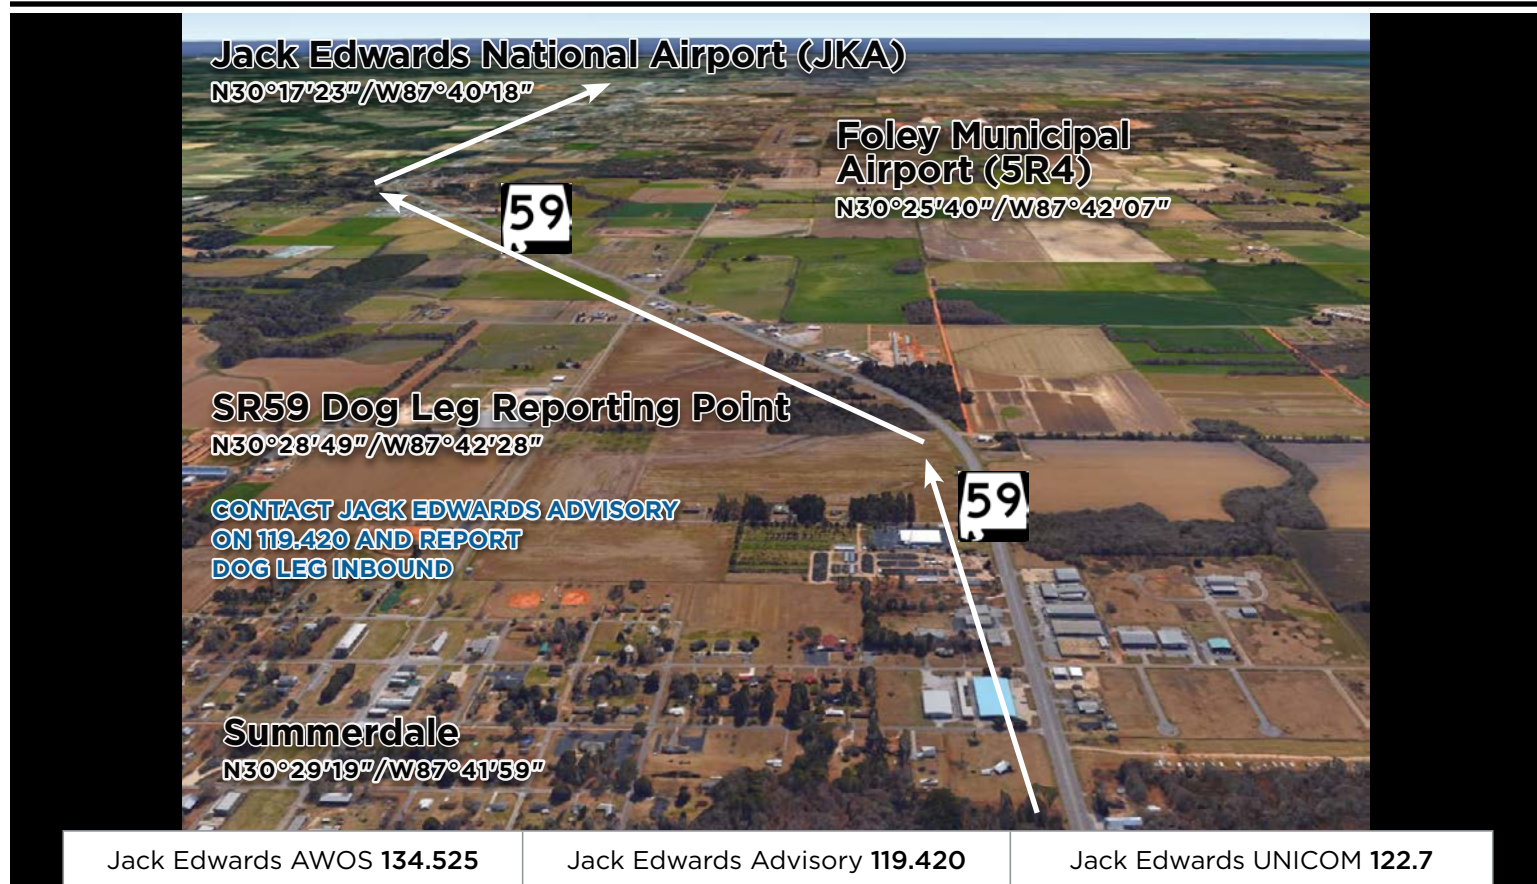 Jack Edwards National Airport (JKA)
N30°17'23"/W87°40'18"
Foley Municipal
Airport (5R4)
N30°25'40"/W87°42'07"
59
SR59 Dog Leg Reporting Point
N30°28'49"/W87°42'28"
59
CONTACT JACK EDWARDS ADVISORY
ON 119.420 AND REPORT
DOG LEG INBOUND
Summerdale
N30°29'19"/W87°41'59"
Jack Edwards AWOS 134.525
Jack Edwards Advisory 119.420
Jack Edwards UNICOM 122.7